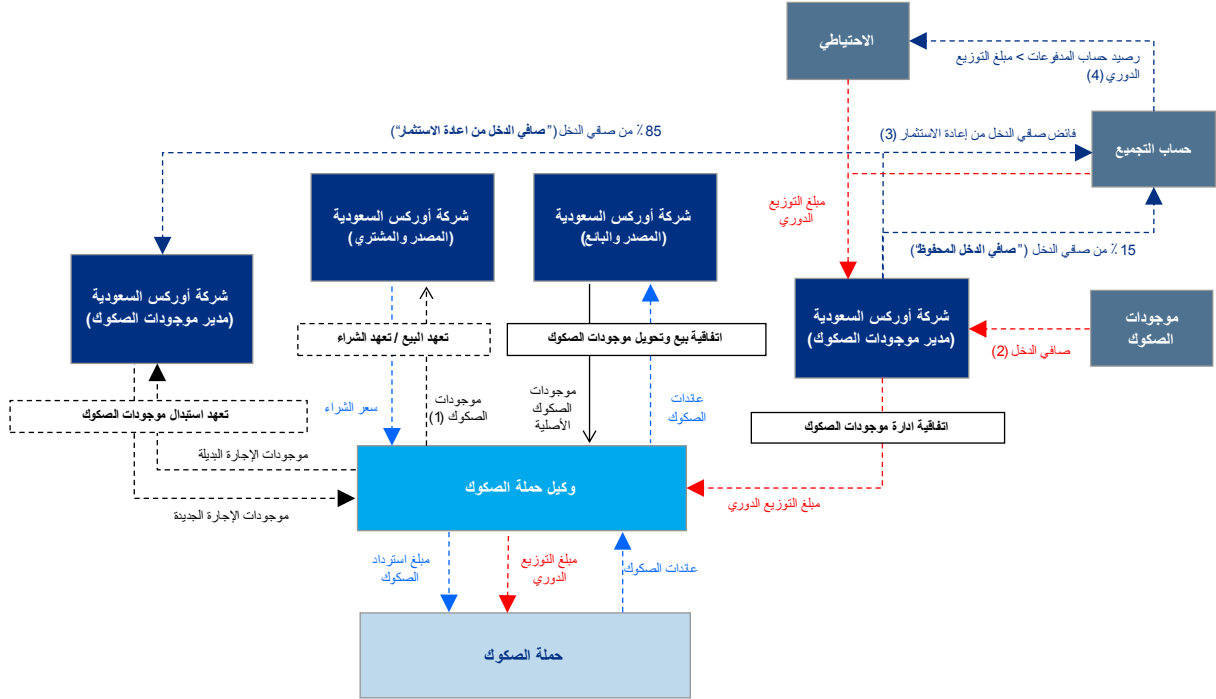 الاحتياطي
رصيد حساب المدفوعات > مبلغ التوزيع
الدوري (4)
85٪ من صافي الدخل (”صافي الدخل من اعادة الاستثمار“)
فائض صافي الدخل من إعادة الاستثمار (3)
حساب التجميع
شركة أوركس السعودية
(المصدر والمشتري)
شركة أوركس السعودية
(المصدر والبائع)
مبلغ التوزيع
الدوري
15٪ من صافي الدخل (”صافي الدخل المحفوظ“)
شركة أوركس السعودية
(مدير موجودات الصكوك)
شركة أوركس السعودية
(مدير موجودات الصكوك)
موجودات
الصكوك
صافي الدخل (2)
تعهد البيع / تعهد الشراء
اتفاقية بيع وتحويل موجودات الصكوك
تعهد استبدال موجودات الصكوك
سعر الشراء
موجودات
الصكوك (1)
موجودات
الصكوك
الأصلية
عائدات
الصكوك
اتفاقية ادارة موجودات الصكوك
موجودات الإجارة البديلة
وكيل حملة الصكوك
موجودات الإجارة الجديدة
مبلغ التوزيع الدوري
مبلغ استرداد
الصكوك
مبلغ التوزيع
الدوري
عائدات الصكوك
حملة الصكوك